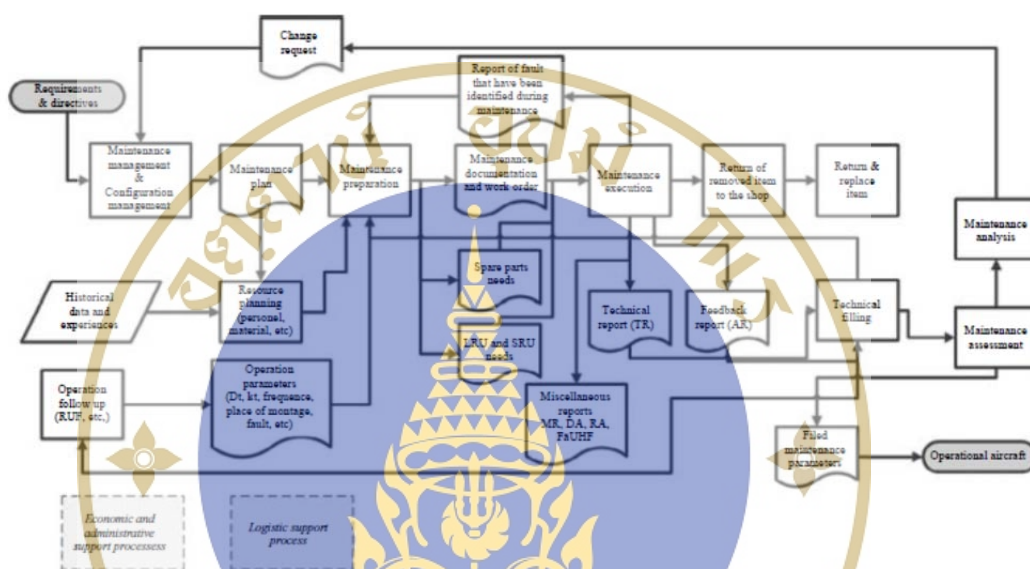 Change
request
Requirements
& directives
Report of fault
that have been
identified during
maintenance
Maintenance
management
&
Configuration
management
Maintenance
plan
Maintenance
preparation
Maintenance
documentation
and work order
Maintenance
execution
Return of
removed item
to the shop
Return &
replace
item
Maintenance
analysis
Historical
data and
experiences
Resource
planning
(personel,
material, etc)
Spare parts
needs
LRU and SRU
needs
Technical
report (TR)
Feedback
report (AR)
Technical
filling
Maintenance
assessment
Operation
follow up
(RUF, etc,)
Operation
parameters
(Dt, kt, frequence,
place of montage,
fault, etc)
Miscellaneous
reports
MR, DA, RA,
FaUHF
Filed
maintenance
parameters
Operational aircraft
Economic and
administrative
support processess
Logistic support
process